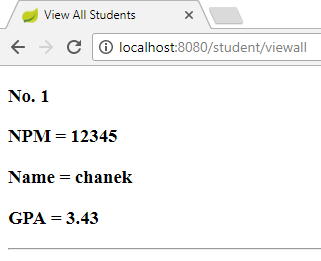 View All Students
localhost:8080/student/viewall
No. 1
NPM = 12345
Name = chanek
GPA = 3.43